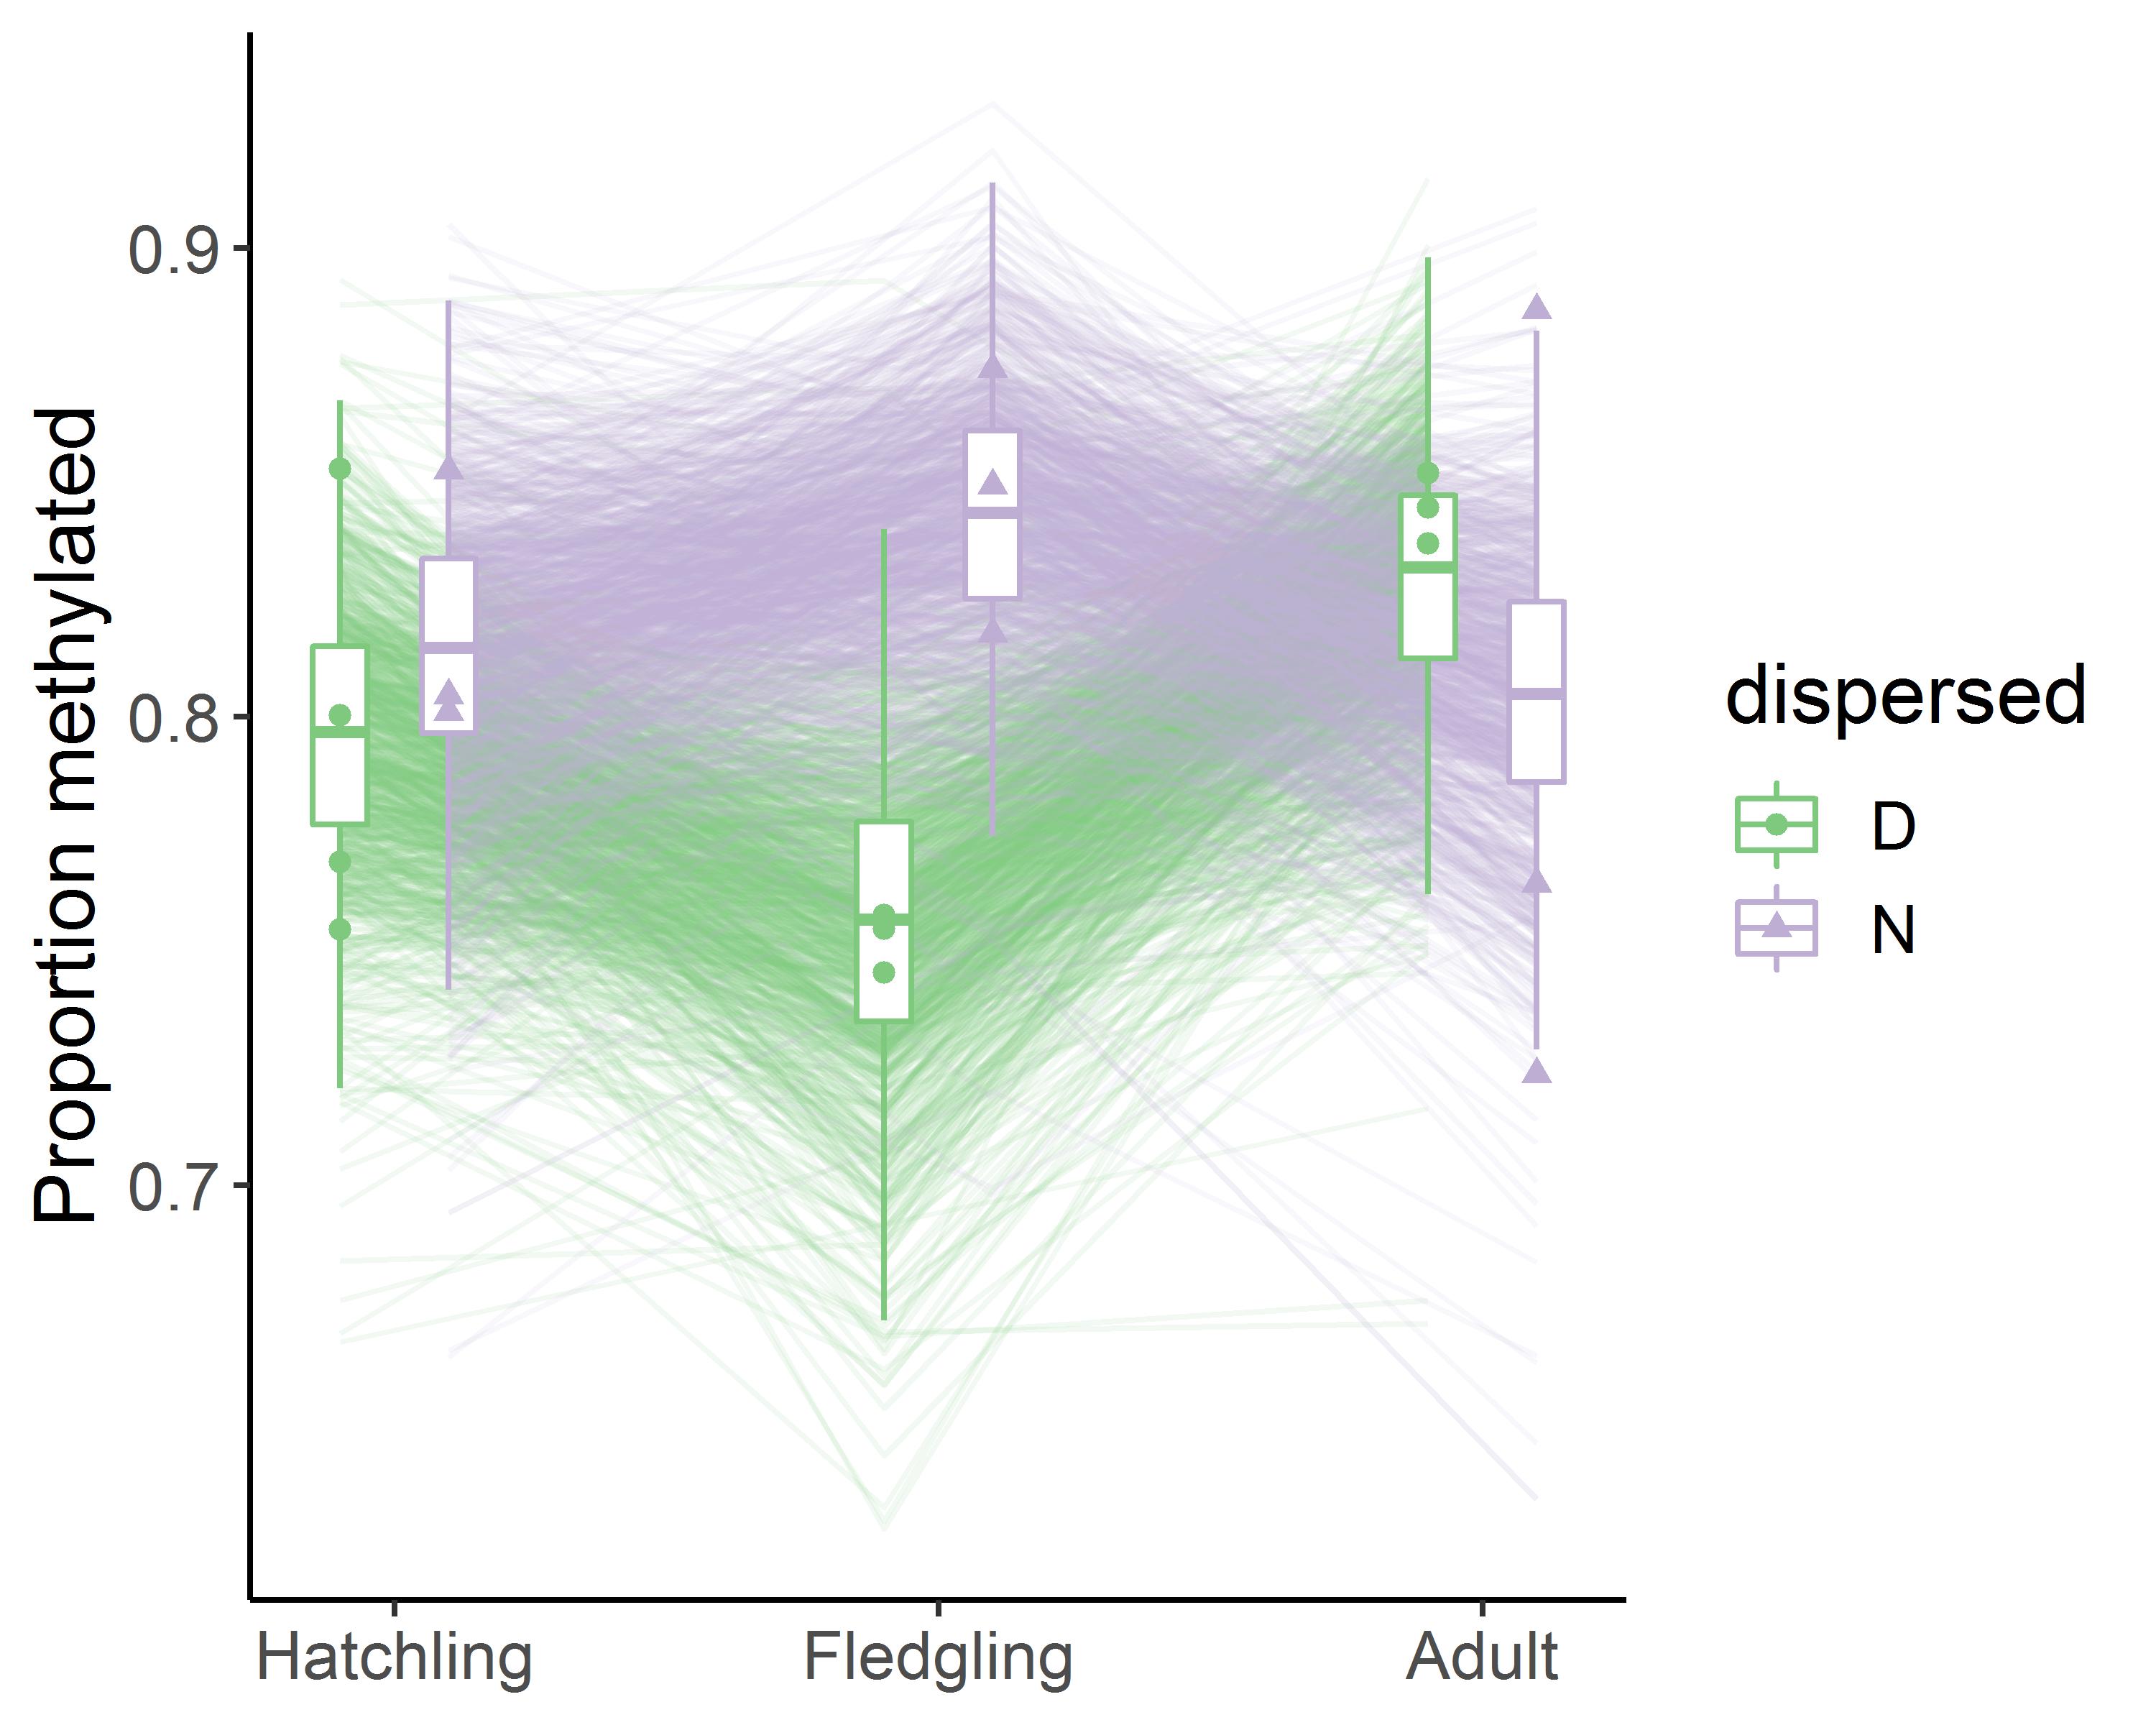 Proportion methylated
0.9
0.8
0.7
Hatchling
Fledgling
Adult
dispersed
D
N